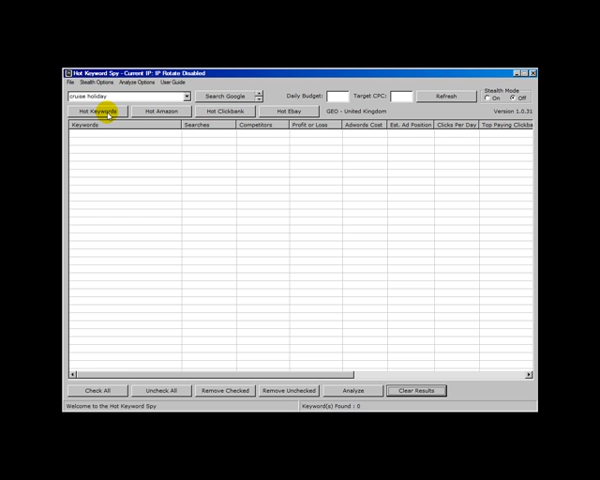 Hot Keyword Spy - Current IP: IP Rotate Disabled
File Stealth Options Analyze Options User Guide
cruise holiday Search Google Daily Budget: Target CPC: Refresh Stealth Mode
On Off
Hot Keywords Hot Amazon Hot Clickbank Hot Ebay GEO - United Kingdom Version 1.0.31
Keywords Searches Competitors Profit or Loss Adwords Cost Est. Ad Position Clicks Per Day Top Paying Clickba
Check All Uncheck All Remove Checked Remove Unchecked Analyze Clear Results
Welcome to the Hot Keyword Spy Keyword(s) Found : 0